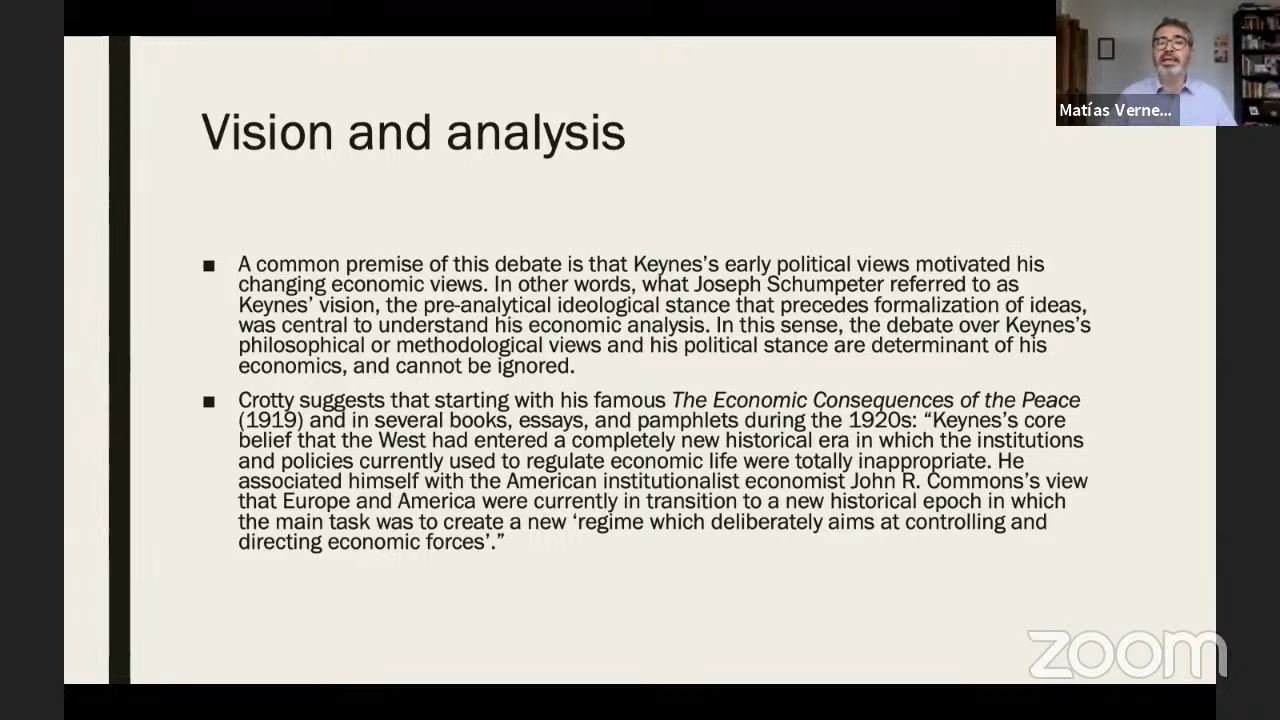 Matías Verne...
Vision and analysis
■ A common premise of this debate is that Keynes’s early political views motivated his
changing economic views. In other words, what Joseph Schumpeter referred to as
Keynes’ vision, the pre-analytical ideological stance that precedes formalization of ideas,
was central to understand his economic analysis. In this sense, the debate over Keynes’s
philosophical or methodological views and his political stance are determinant of his
economics, and cannot be ignored.
■ Crotty suggests that starting with his famous The Economic Consequences of the Peace
(1919) and in several books, essays, and pamphlets during the 1920s: “Keynes’s core
belief that the West had entered a completely new historical era in which the institutions
and policies currently used to regulate economic life were totally inappropriate. He
associated himself with the American institutionalist economist John R. Commons’s view
that Europe and America were currently in transition to a new historical epoch in which
the main task was to create a new ‘regime which deliberately aims at controlling and
directing economic forces’.”
zoom